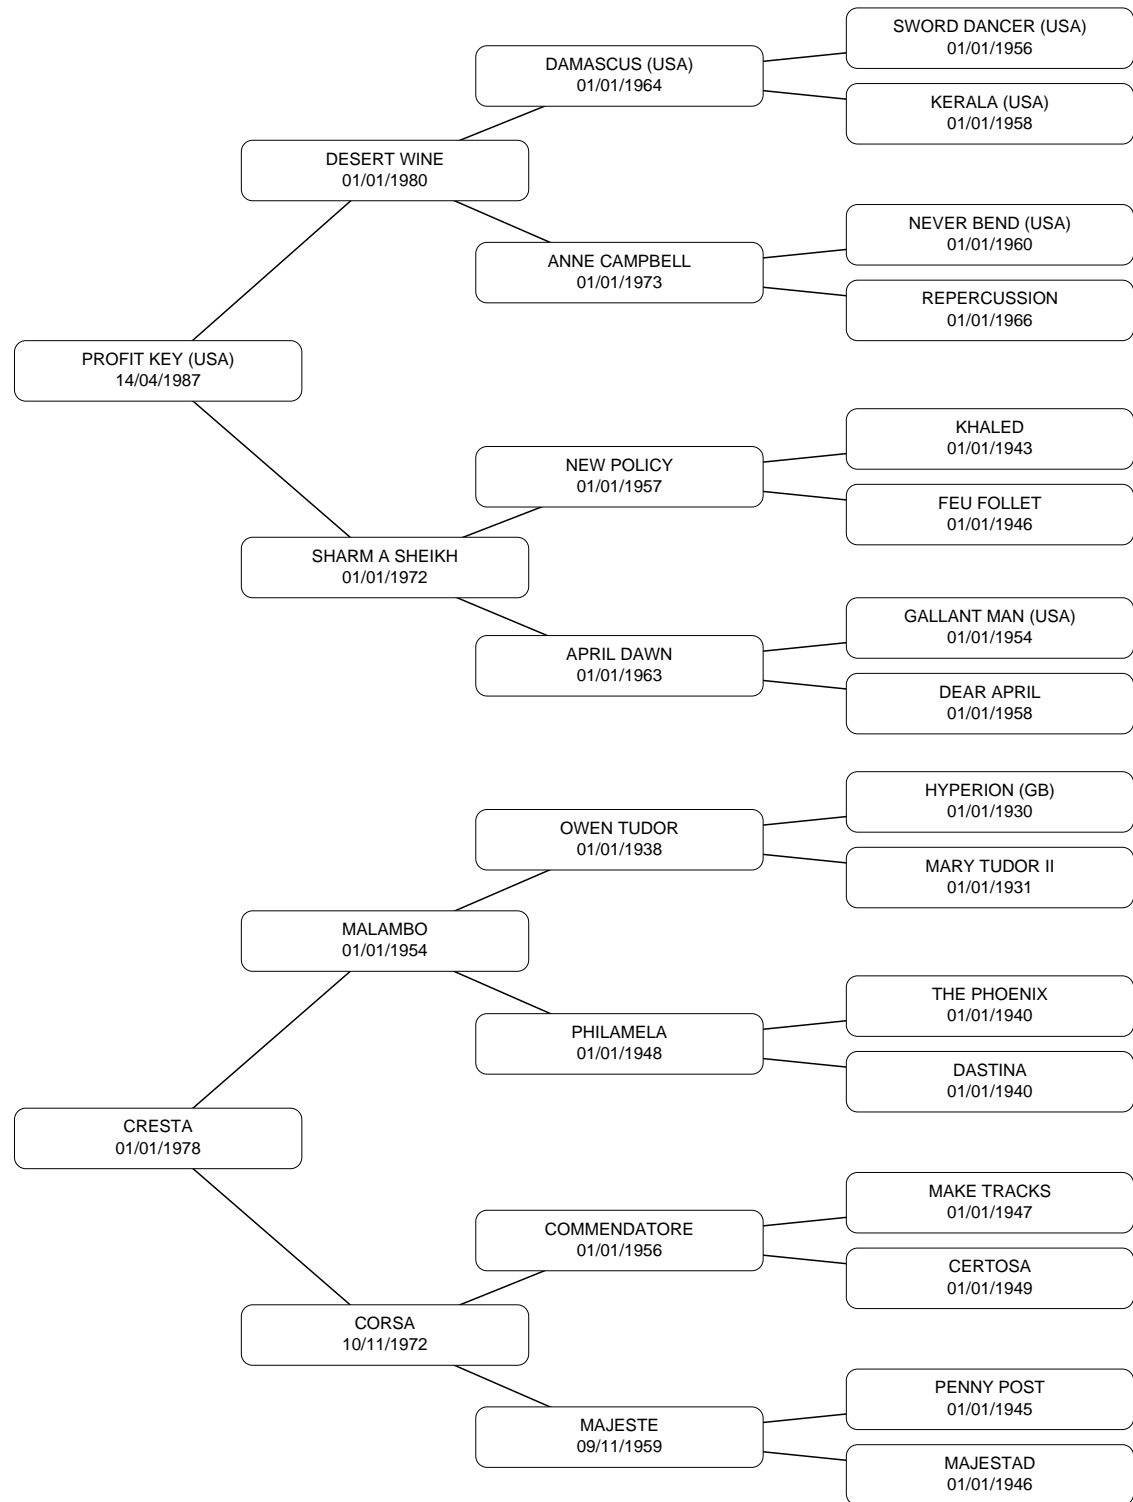 SWORD DANCER (USA)
01/01/1956
DAMASCUS (USA)
01/01/1964
KERALA (USA)
01/01/1958
DESERT WINE
01/01/1980
NEVER BEND (USA)
01/01/1960
ANNE CAMPBELL
01/01/1973
REPERCUSSION
01/01/1966
PROFIT KEY (USA)
14/04/1987
KHALED
01/01/1943
NEW POLICY
01/01/1957
FEU FOLLET
01/01/1946
SHARM A SHEIKH
01/01/1972
GALLANT MAN (USA)
01/01/1954
APRIL DAWN
01/01/1963
DEAR APRIL
01/01/1958
HYPERION (GB)
01/01/1930
OWEN TUDOR
01/01/1938
MARY TUDOR II
01/01/1931
MALAMBO
01/01/1954
THE PHOENIX
01/01/1940
PHILAMELA
01/01/1948
DASTINA
01/01/1940
CRESTA
01/01/1978
MAKE TRACKS
01/01/1947
COMMENDATORE
01/01/1956
CERTOSA
01/01/1949
CORSA
10/11/1972
PENNY POST
01/01/1945
MAJESTE
09/11/1959
MAJESTAD
01/01/1946